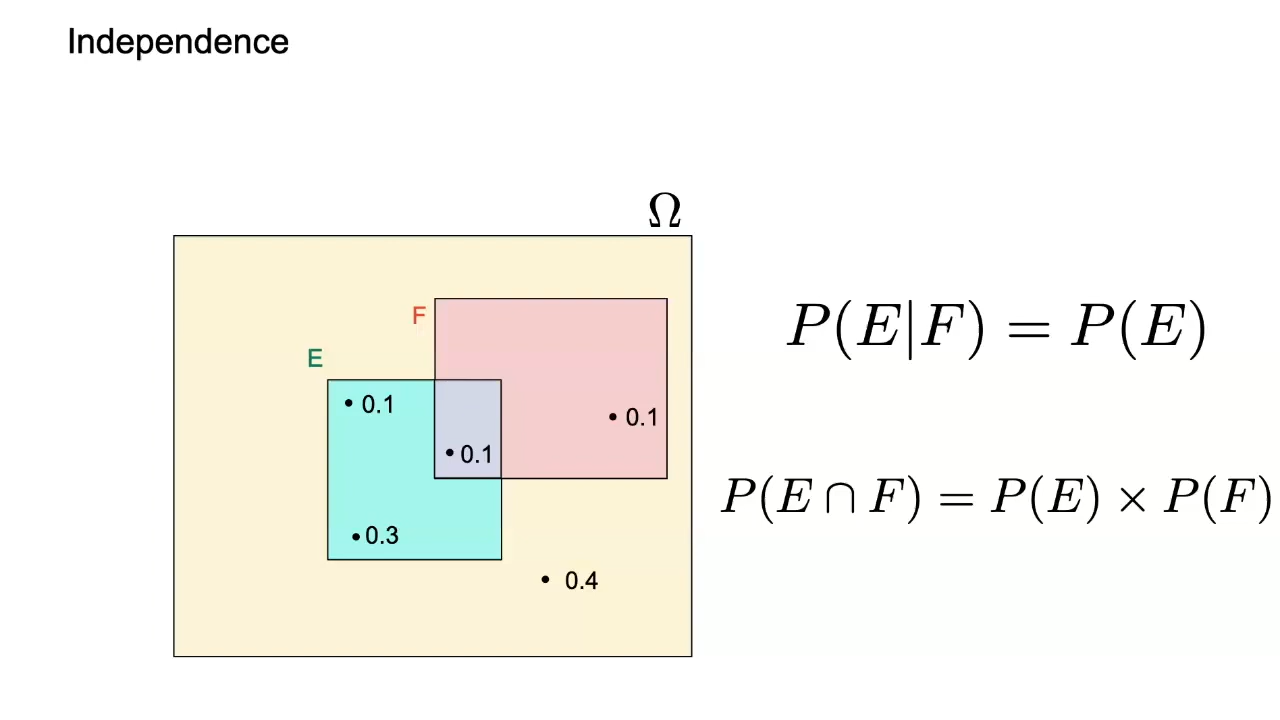 Independence
Ω
F
P(E|F) = P(E)
E
0.1
0.1
0.1
P(E ∩ F) = P(E) × P(F)
0.3
0.4